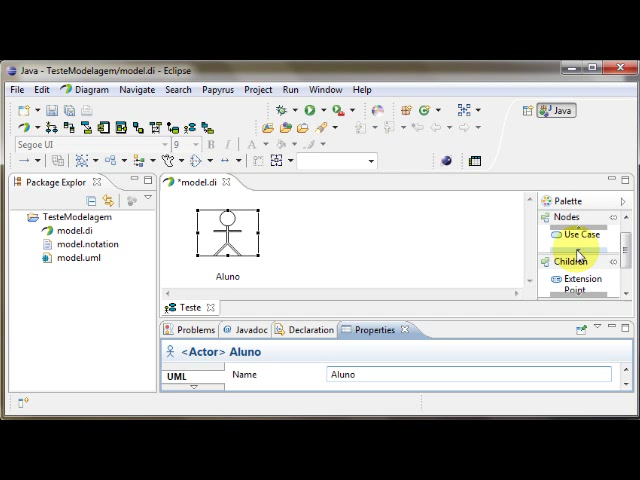 Java - TesteModelagem/model.di - Eclipse
File Edit Diagram Navigate Search Papyrus Project Run Window Help
Java
Segoe UI 9 B I A
Package Explor
TesteModelagem
model.di
model.notation
model.uml
*model.di
Aluno
Palette
Nodes
Use Case
Children
Extension
Point
Teste
Problems Javadoc Declaration Properties
<Actor> Aluno
UML
Name Aluno